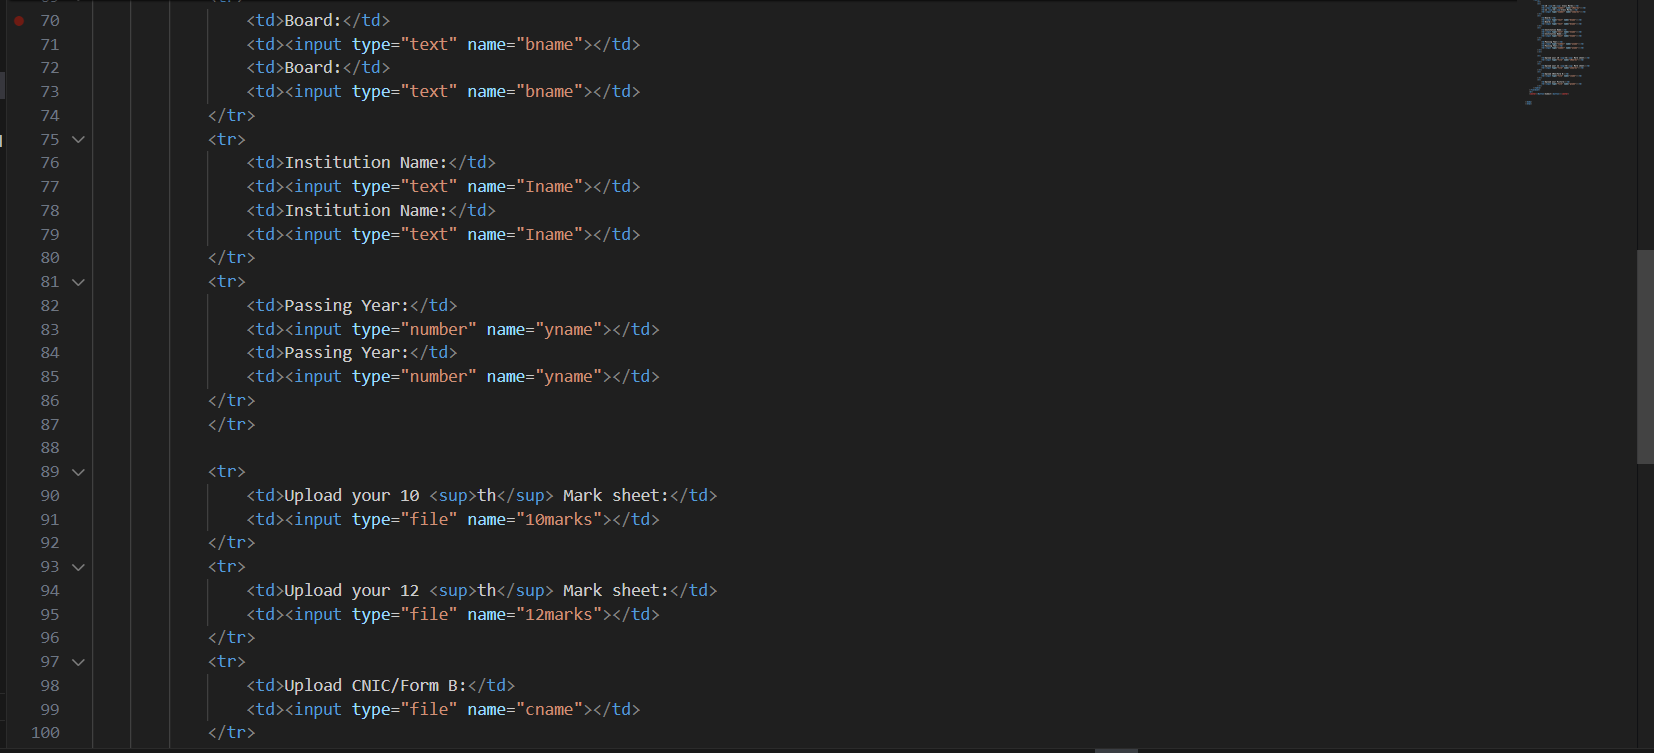 70 <td>Board:</td>
71 <td><input type="text" name="bname"></td>
72 <td>Board:</td>
73 <td><input type="text" name="bname"></td>
74 </tr>
75 <tr>
76 <td>Institution Name:</td>
77 <td><input type="text" name="Iname"></td>
78 <td>Institution Name:</td>
79 <td><input type="text" name="Iname"></td>
80 </tr>
81 <tr>
82 <td>Passing Year:</td>
83 <td><input type="number" name="yname"></td>
84 <td>Passing Year:</td>
85 <td><input type="number" name="yname"></td>
86 </tr>
87 </tr>
88
89 <tr>
90 <td>Upload your 10 <sup>th</sup> Mark sheet:</td>
91 <td><input type="file" name="10marks"></td>
92 </tr>
93 <tr>
94 <td>Upload your 12 <sup>th</sup> Mark sheet:</td>
95 <td><input type="file" name="12marks"></td>
96 </tr>
97 <tr>
98 <td>Upload CNIC/Form B:</td>
99 <td><input type="file" name="cname"></td>
100 </tr>